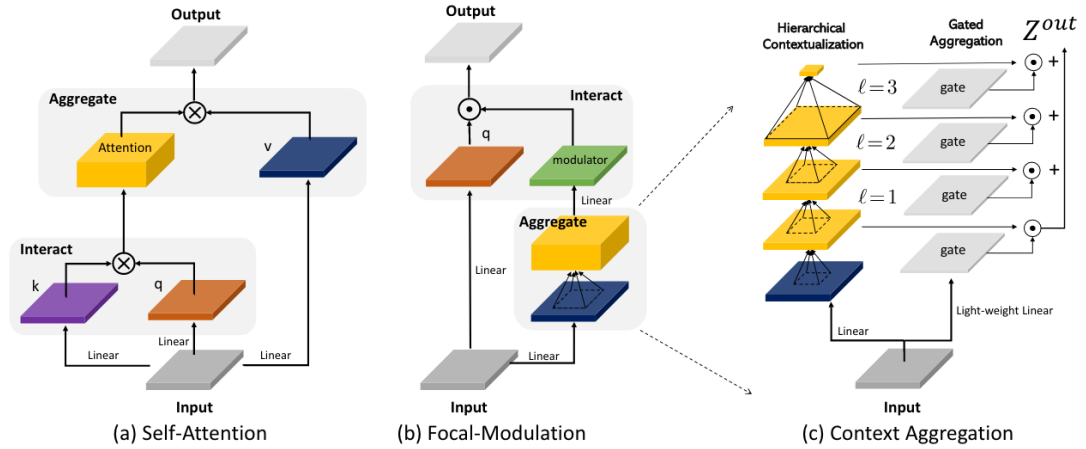 Output
Aggregate
Attention
v
Interact
k
q
Linear
Linear
Linear
Input
(a) Self-Attention
Output
Interact
q
modulator
Linear
Aggregate
Linear
Linear
Input
(b) Focal-Modulation
Hierarchical
Contextualization
Gated
Aggregation
Z^{out}
ℓ=3
gate
+
ℓ=2
gate
+
ℓ=1
gate
+
gate
Linear
Light-weight Linear
Input
(c) Context Aggregation